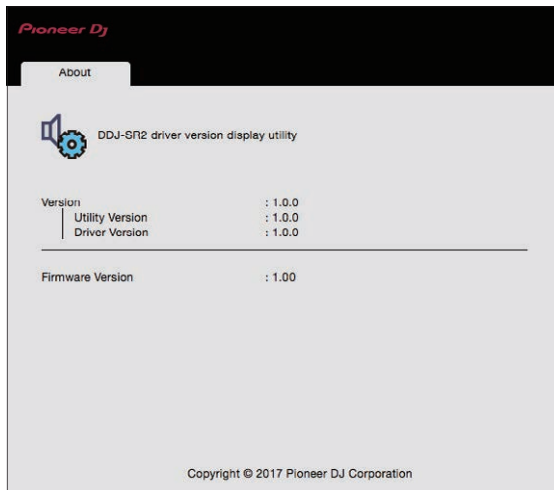 Pioneer Dj
About
DDJ-SR2 driver version display utility
Version : 1.0.0
Utility Version : 1.0.0
Driver Version : 1.0.0
Firmware Version : 1.00
Copyright © 2017 Pioneer DJ Corporation